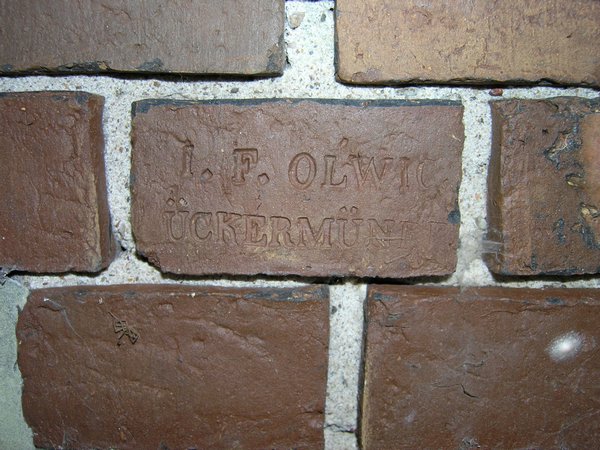 I. F. OLWIG
ÜCKERMÜNDE